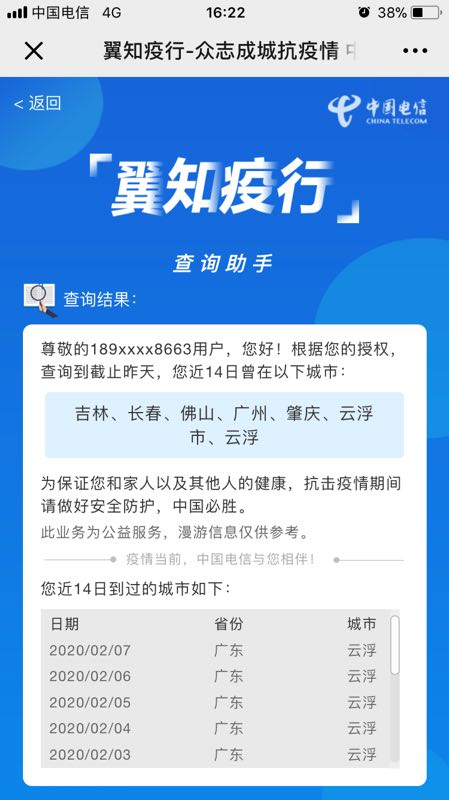 中国电信 4G 16:22 38%
翼知疫行-众志成城抗疫情
< 返回
中国电信
CHINA TELECOM
翼知疫行
查询助手
查询结果：
尊敬的189xxxx8663用户，您好！根据您的授权，
查询到截止昨天，您近14日曾在以下城市：
吉林、长春、佛山、广州、肇庆、云浮
市、云浮
为保证您和家人以及其他人的健康，抗击疫情期间
请做好安全防护，中国必胜。
此业务为公益服务，漫游信息仅供参考。
疫情当前，中国电信与您相伴！
您近14日到过的城市如下：
日期 省份 城市
2020/02/07 广东 云浮
2020/02/06 广东 云浮
2020/02/05 广东 云浮
2020/02/04 广东 云浮
2020/02/03 广东 云浮